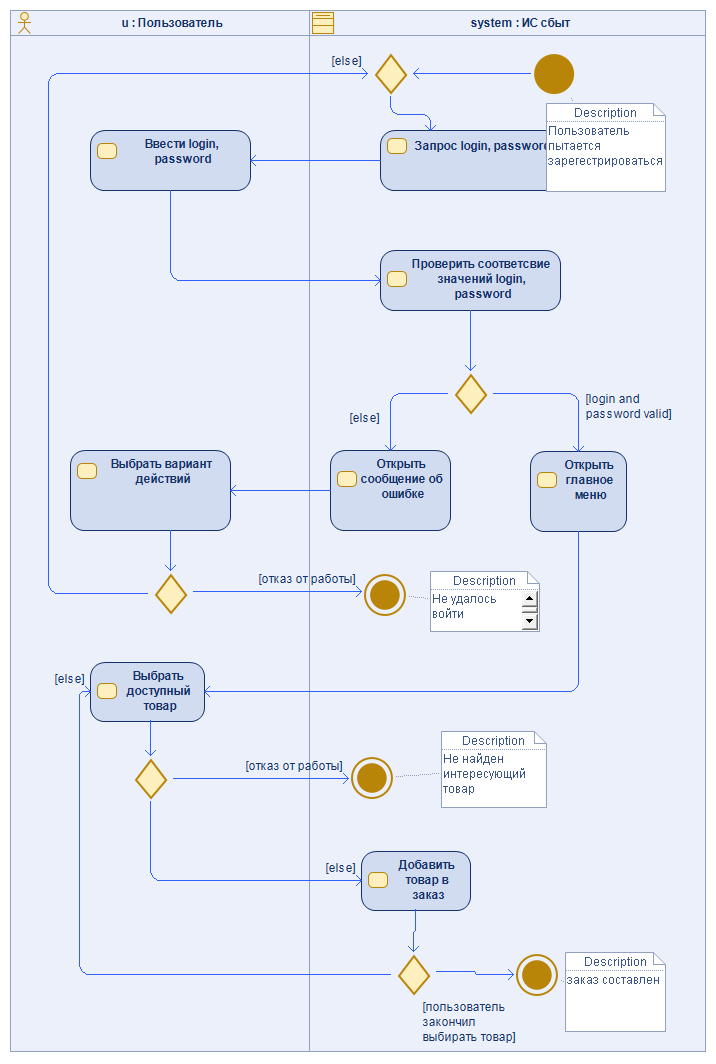 u : Пользователь
system : ИС сбыт
[else]
Description
Пользователь
пытается
зарегестрироваться
Ввести login,
password
Запрос login, password
Проверить соответсвие
значений login,
password
[else]
[login and
password valid]
Выбрать вариант
действий
Открыть
сообщение об
ошибке
Открыть
главное
меню
[отказ от работы]
Description
Не удалось
войти
[else]
Выбрать
доступный
товар
[отказ от работы]
Description
Не найден
интересующий
товар
[else]
Добавить
товар в
заказ
Description
заказ составлен
[пользователь
закончил
выбирать товар]